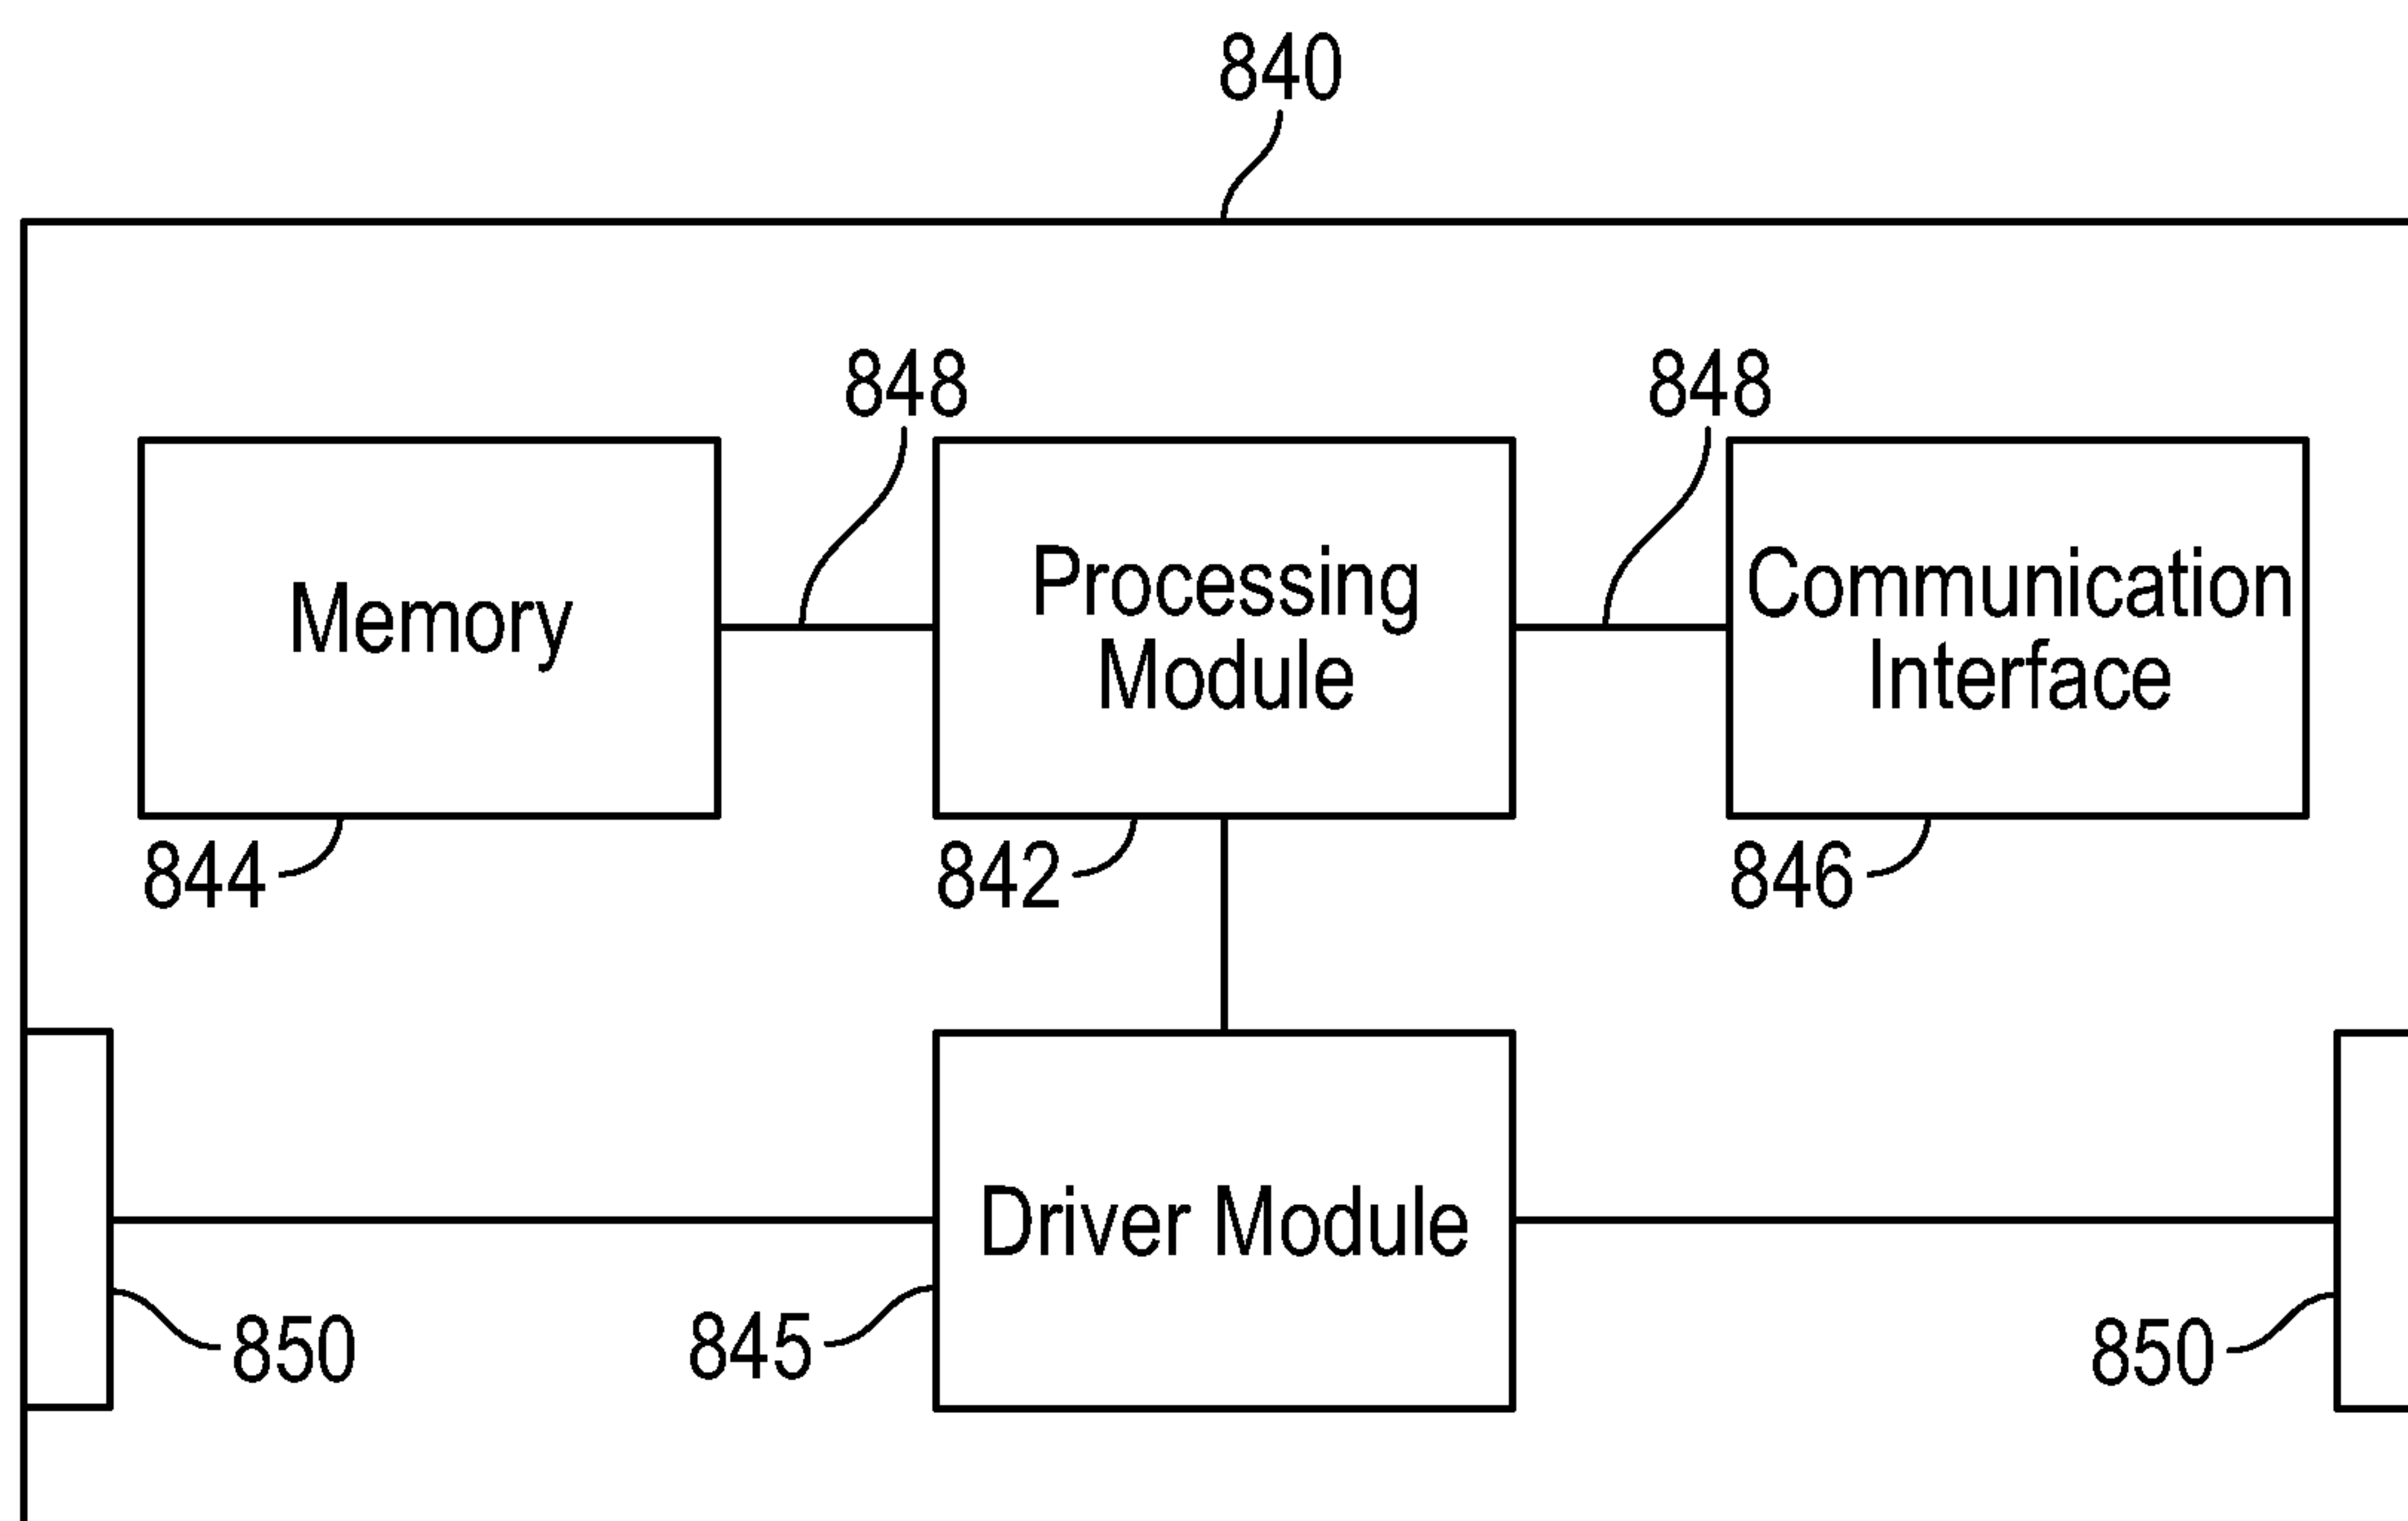 840
848
848
Memory
Processing
Module
Communication
Interface
844
842
846
Driver Module
850
845
850